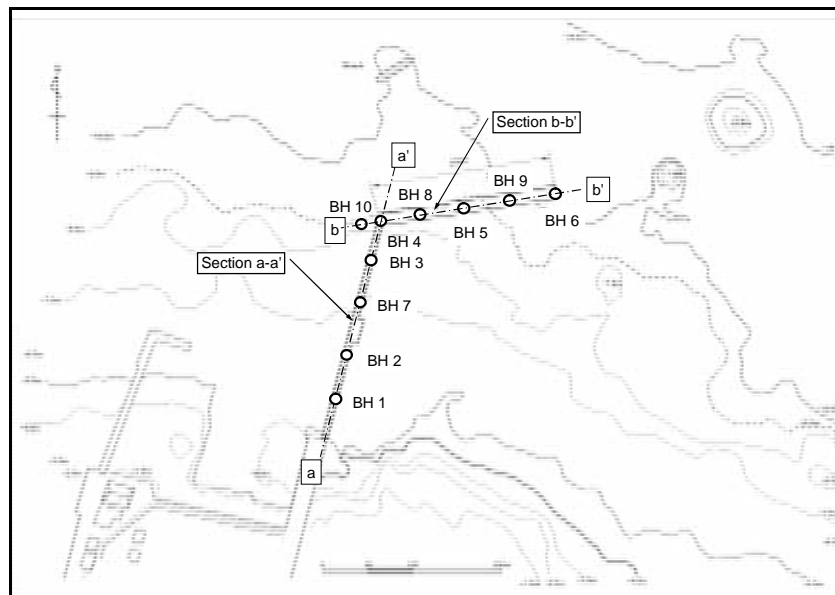 Section b-b'
a'
b'
BH 9
BH 8
BH 10
b
BH 4
BH 5
BH 6
Section a-a'
BH 3
BH 7
BH 2
BH 1
a